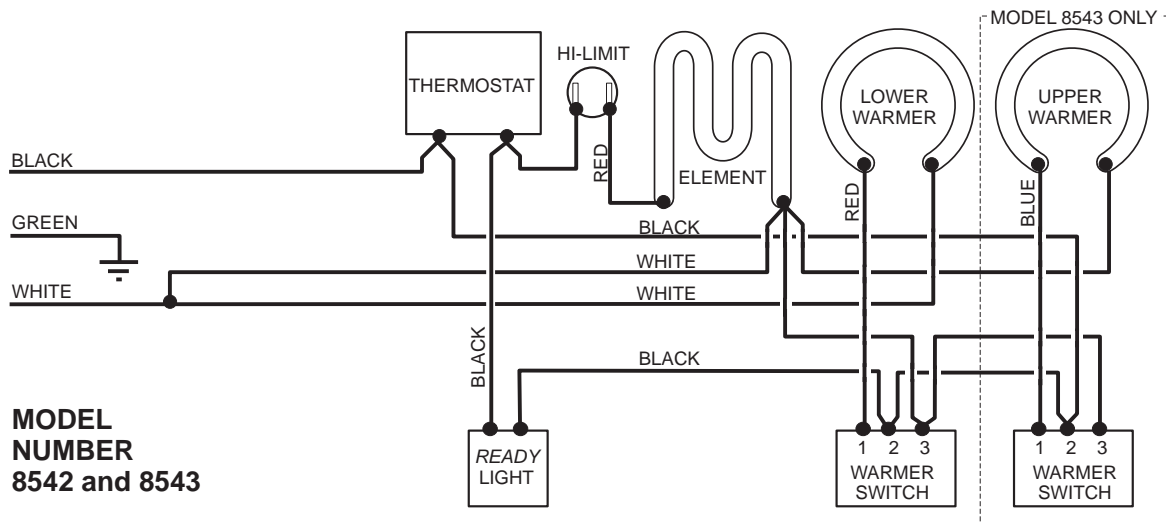 MODEL 8543 ONLY
HI-LIMIT
THERMOSTAT
LOWER
WARMER
UPPER
WARMER
BLACK
RED
ELEMENT
RED
BLUE
GREEN
BLACK
WHITE
WHITE
WHITE
BLACK
BLACK
MODEL
NUMBER
8542 and 8543
READY
LIGHT
1 2 3
WARMER
SWITCH
1 2 3
WARMER
SWITCH